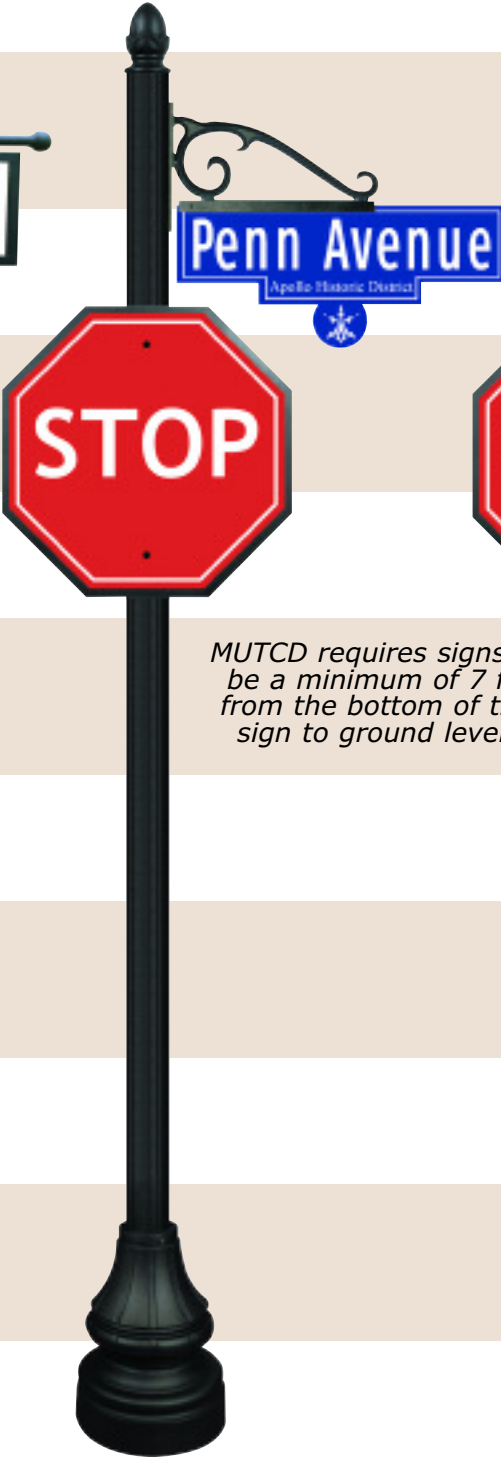 Penn Avenue
Apollo Historic District
STOP
MUTCD requires signs
be a minimum of 7 f
from the bottom of t
sign to ground level